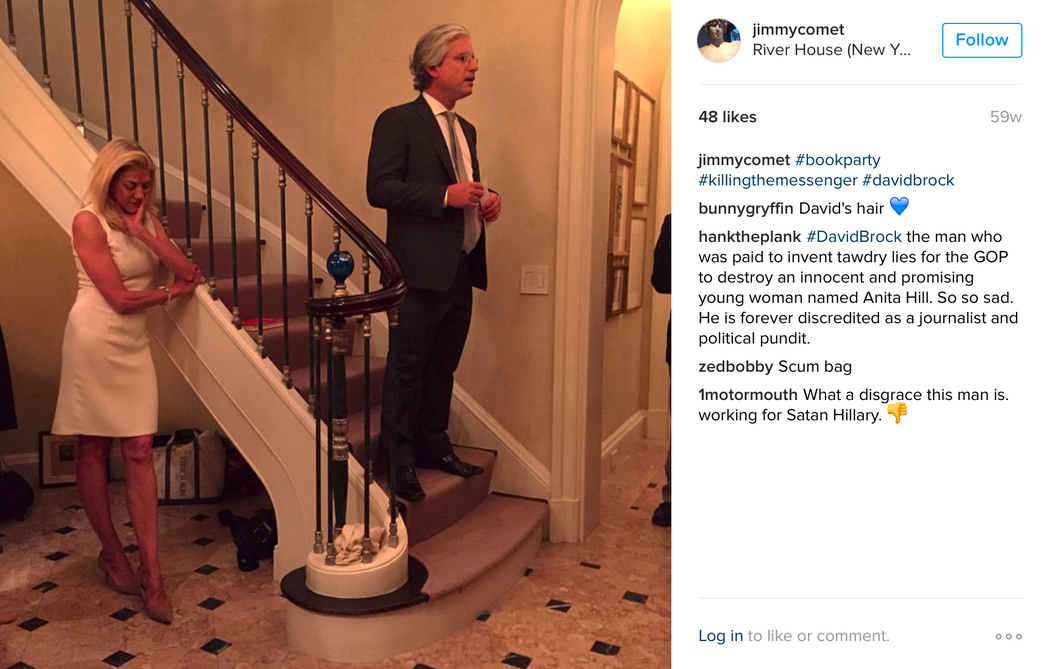 jimmycomet
River House (New Y...
Follow
48 likes
59w
jimmycomet #bookparty
#killingthemessenger #davidbrock
bunnygryffin David's hair 💙
hanktheplank #DavidBrock the man who
was paid to invent tawdry lies for the GOP
to destroy an innocent and promising
young woman named Anita Hill. So so sad.
He is forever discredited as a journalist and
political pundit.
zedbobby Scum bag
1motormouth What a disgrace this man is.
working for Satan Hillary. 👎
Log in to like or comment.